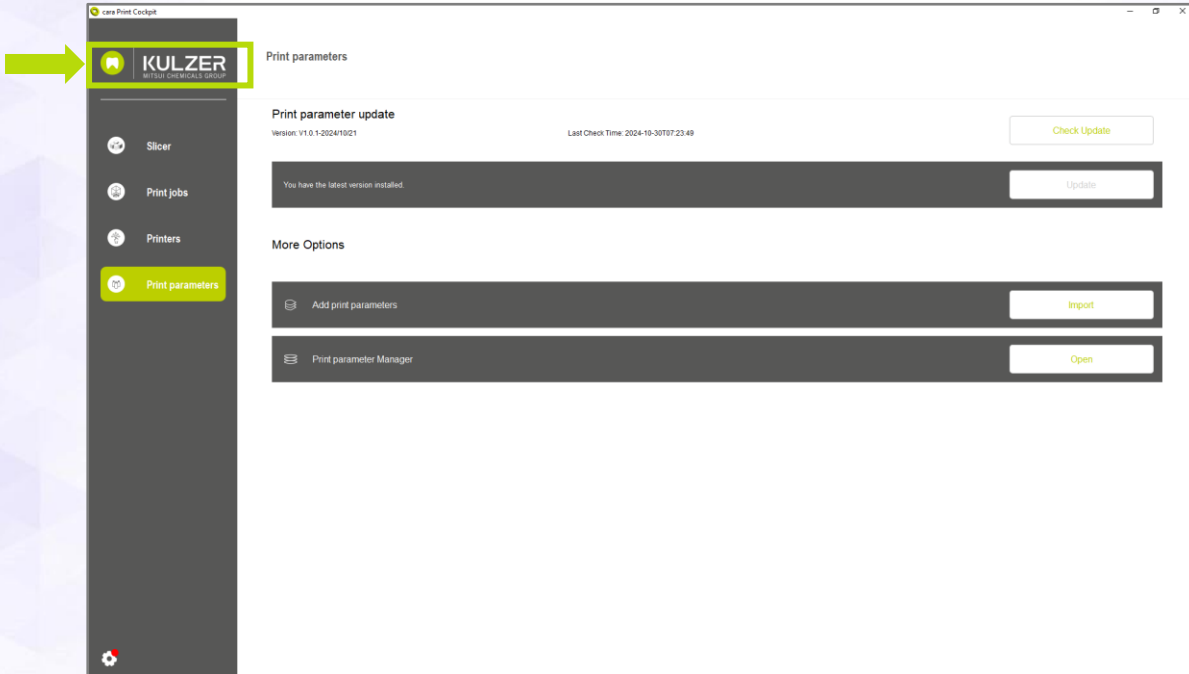 cara Print Cockpit
KULZER
MITSUI CHEMICALS GROUP
Slicer
Print jobs
Printers
Print parameters
Print parameters
Print parameter update
Version: V1.0.1-2024/10/21
Last Check Time: 2024-10-30T07:23:49
Check Update
You have the latest version installed.
Update
More Options
Add print parameters
Import
Print parameter Manager
Open